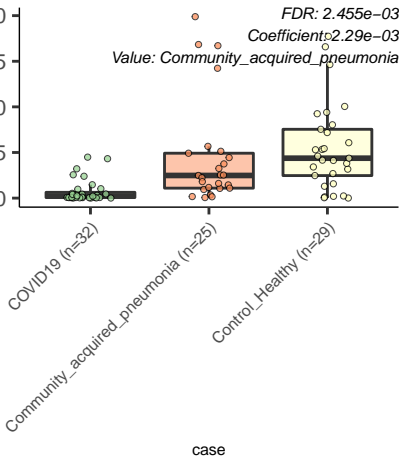 FDR: 2.455e−03
Coefficient: 2.29e−03
Value: Community_acquired_pneumonia
COVID19 (n=32)
Community_acquired_pneumonia (n=25)
Control_Healthy (n=29)
case